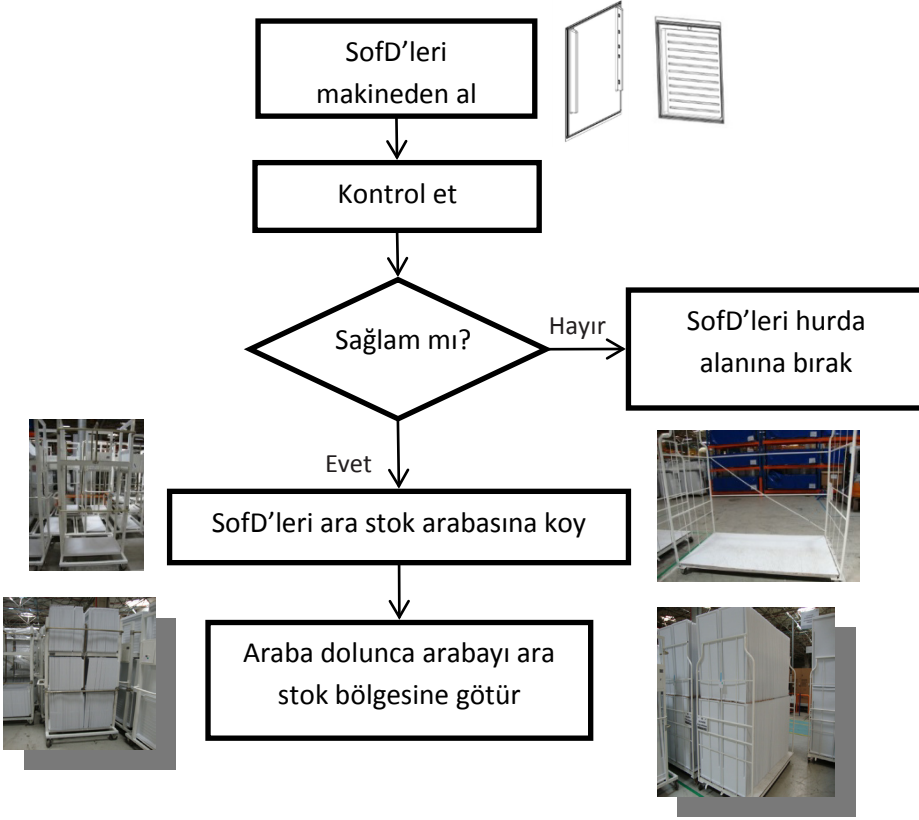 SofD’leri
makineden al
Kontrol et
Sağlam mı?
Hayır
SofD’leri hurda
alanına bırak
Evet
SofD’leri ara stok arabasına koy
Araba dolunca arabayı ara
stok bölgesine götür